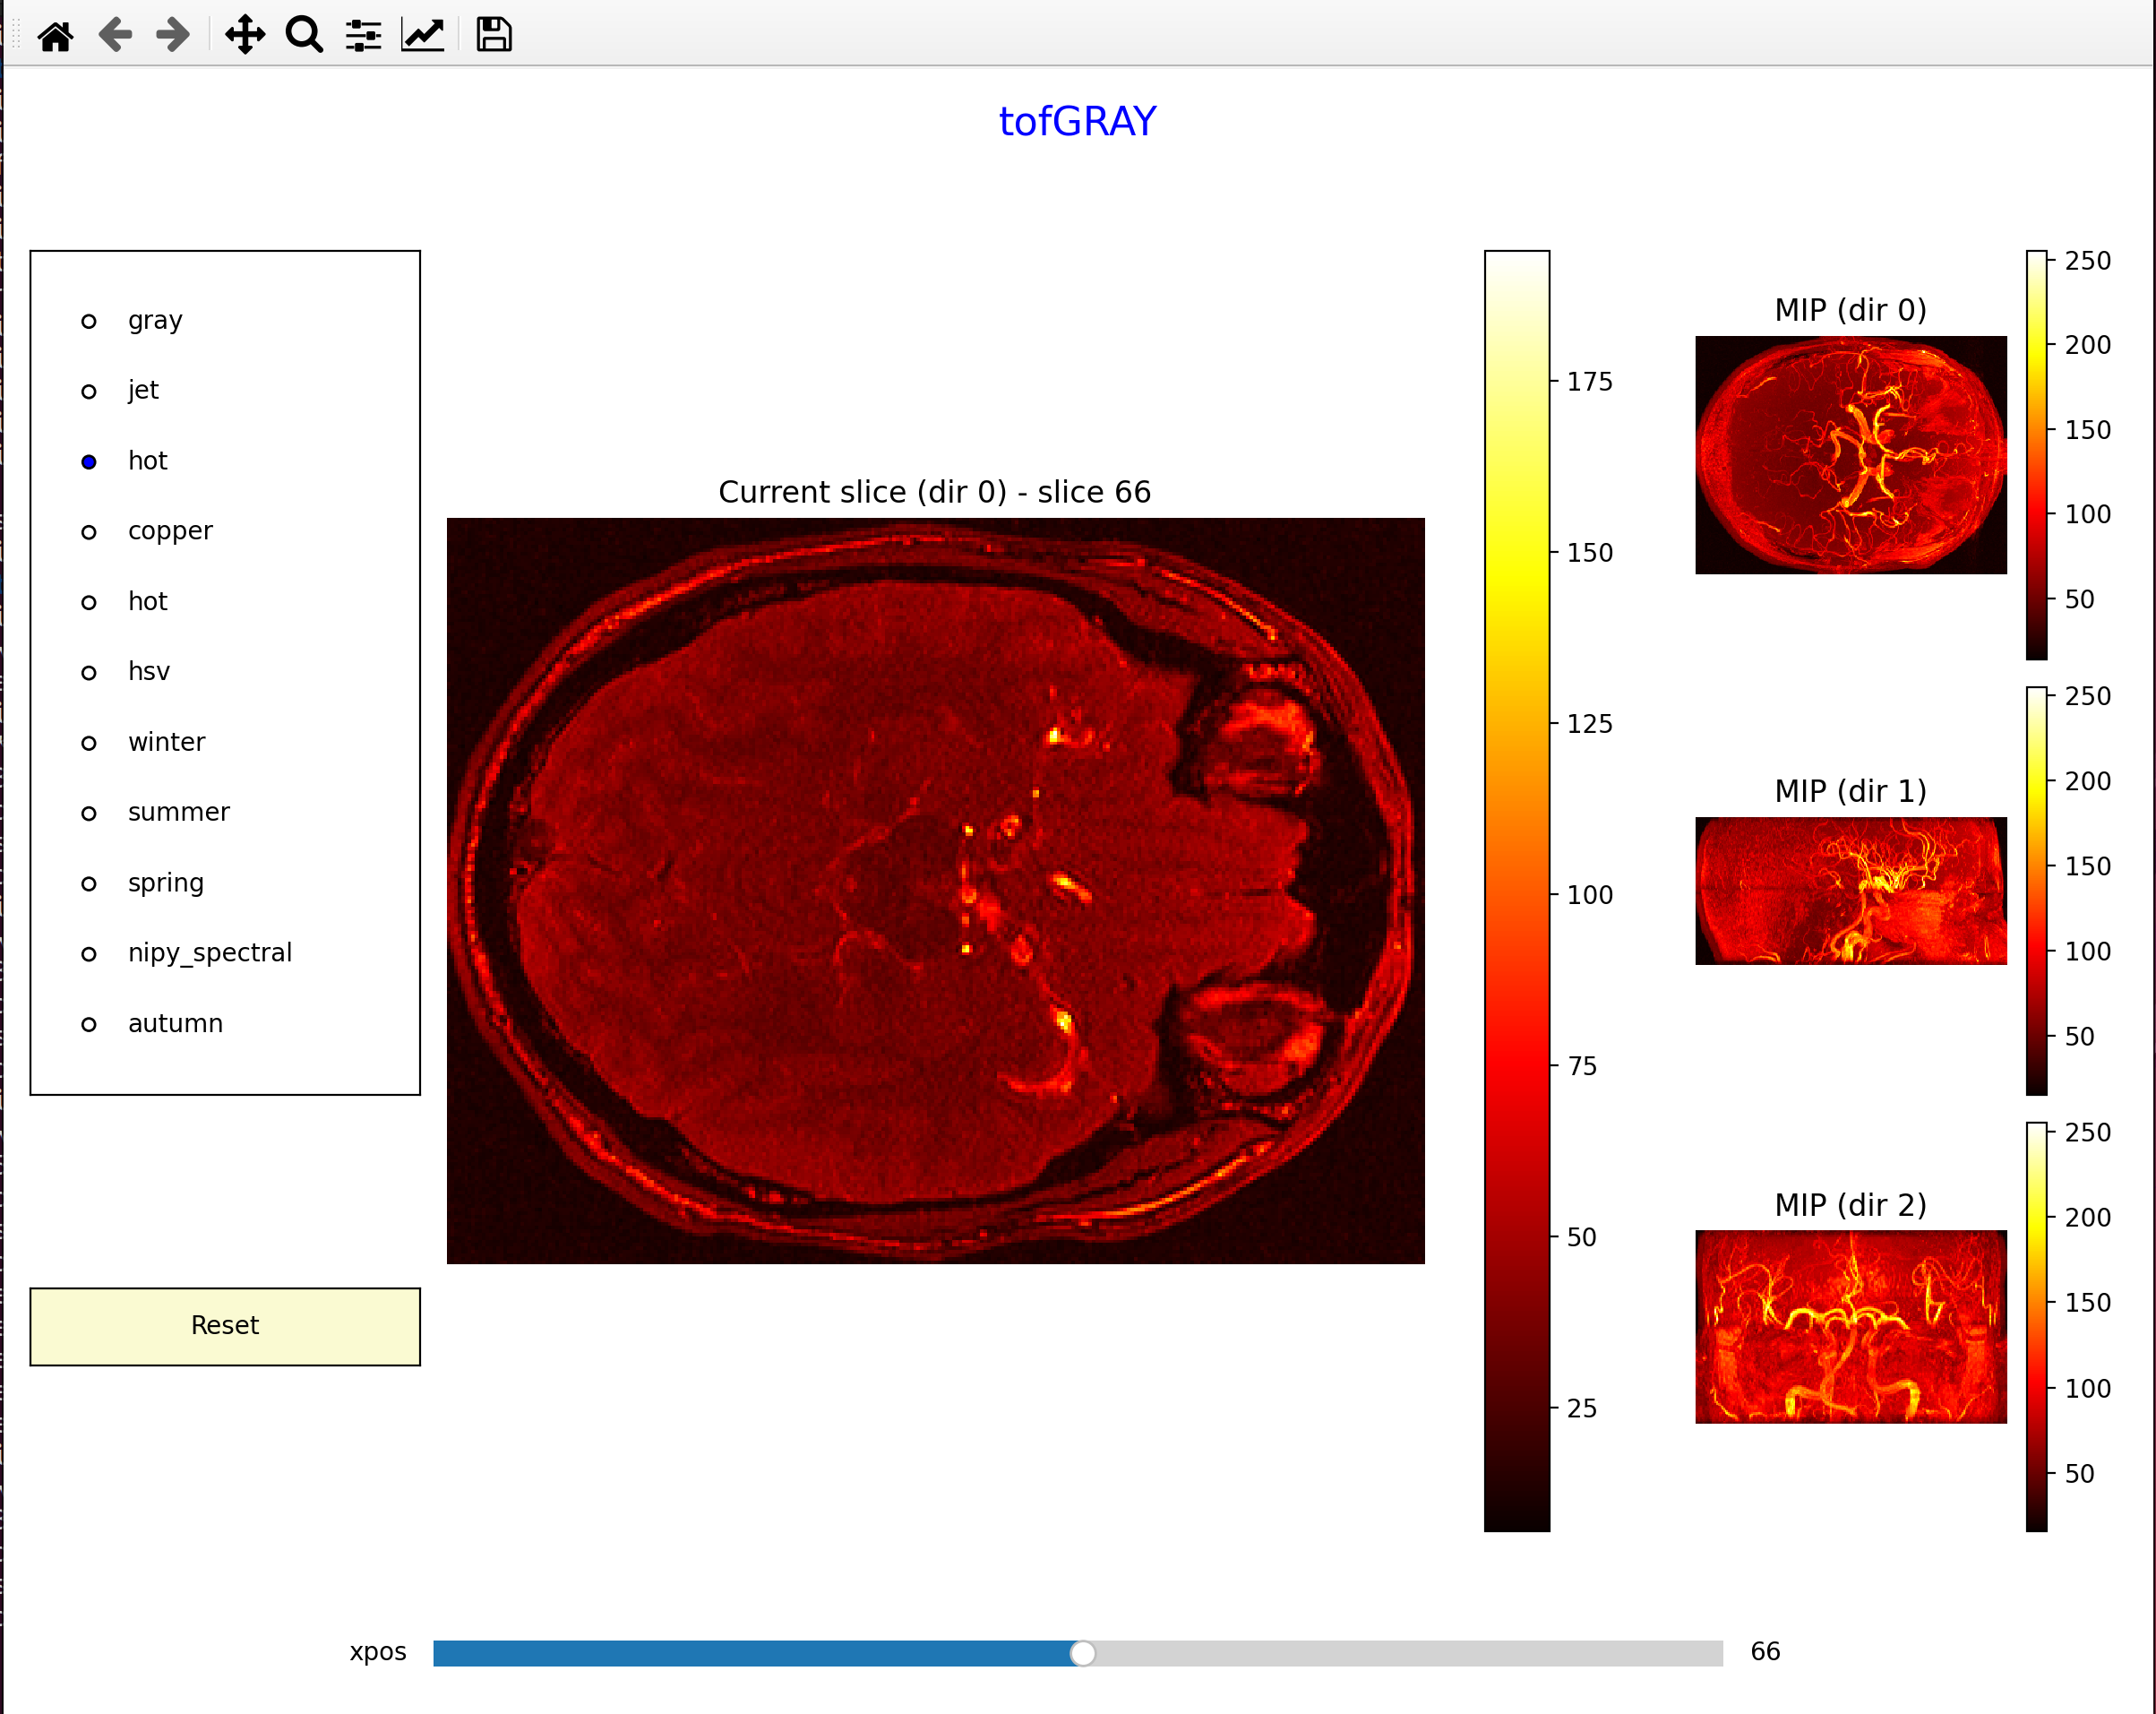 tofGRAY
gray
jet
hot
copper
hot
hsv
winter
summer
spring
nipy_spectral
autumn
Reset
Current slice (dir 0) - slice 66
175
150
125
100
75
50
25
MIP (dir 0)
250
200
150
100
50
MIP (dir 1)
250
200
150
100
50
MIP (dir 2)
250
200
150
100
50
xpos 66